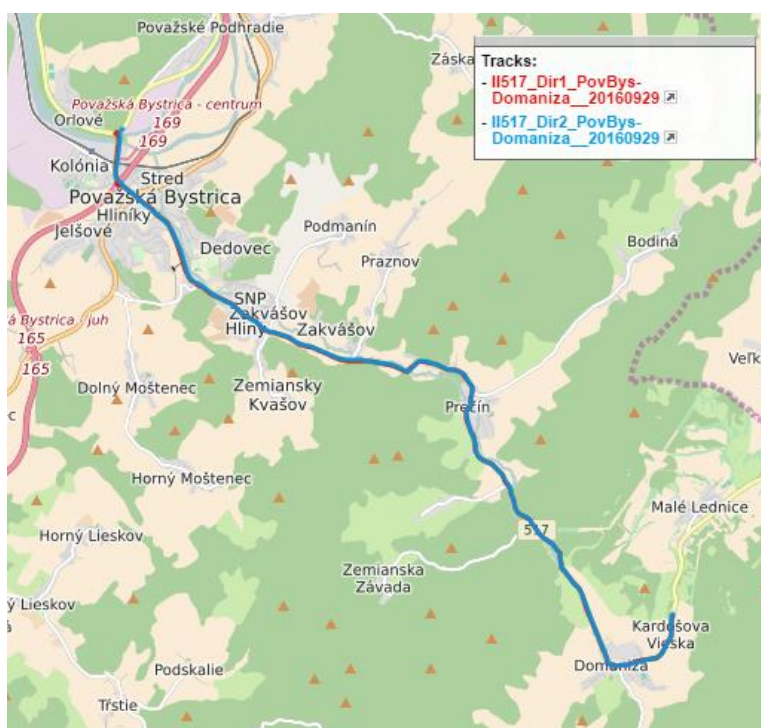 Považské Podhradie
Záska
Tracks:
- II517_Dir1_PovBys-
Domaniza__20160929
- II517_Dir2_PovBys-
Domaniza__20160929
Považská Bystrica - centrum
Orlové
169
169
Kolónia
Stred
Považská Bystrica
Hliníky
Jelšové
Dedovec
Podmanín
Praznov
Bodiná
SNP
Zakvášov
Hliny
Zakvášov
á Bystrica - juh
165
165
Veľk
Dolný Moštenec
Zemiansky
Kvašov
Prečín
Horný Moštenec
Malé Lednice
517
Horný Lieskov
Zemianska
Závada
ý Lieskov
Kardošova
Vieska
Domaniža
Podskalie
Tŕstie